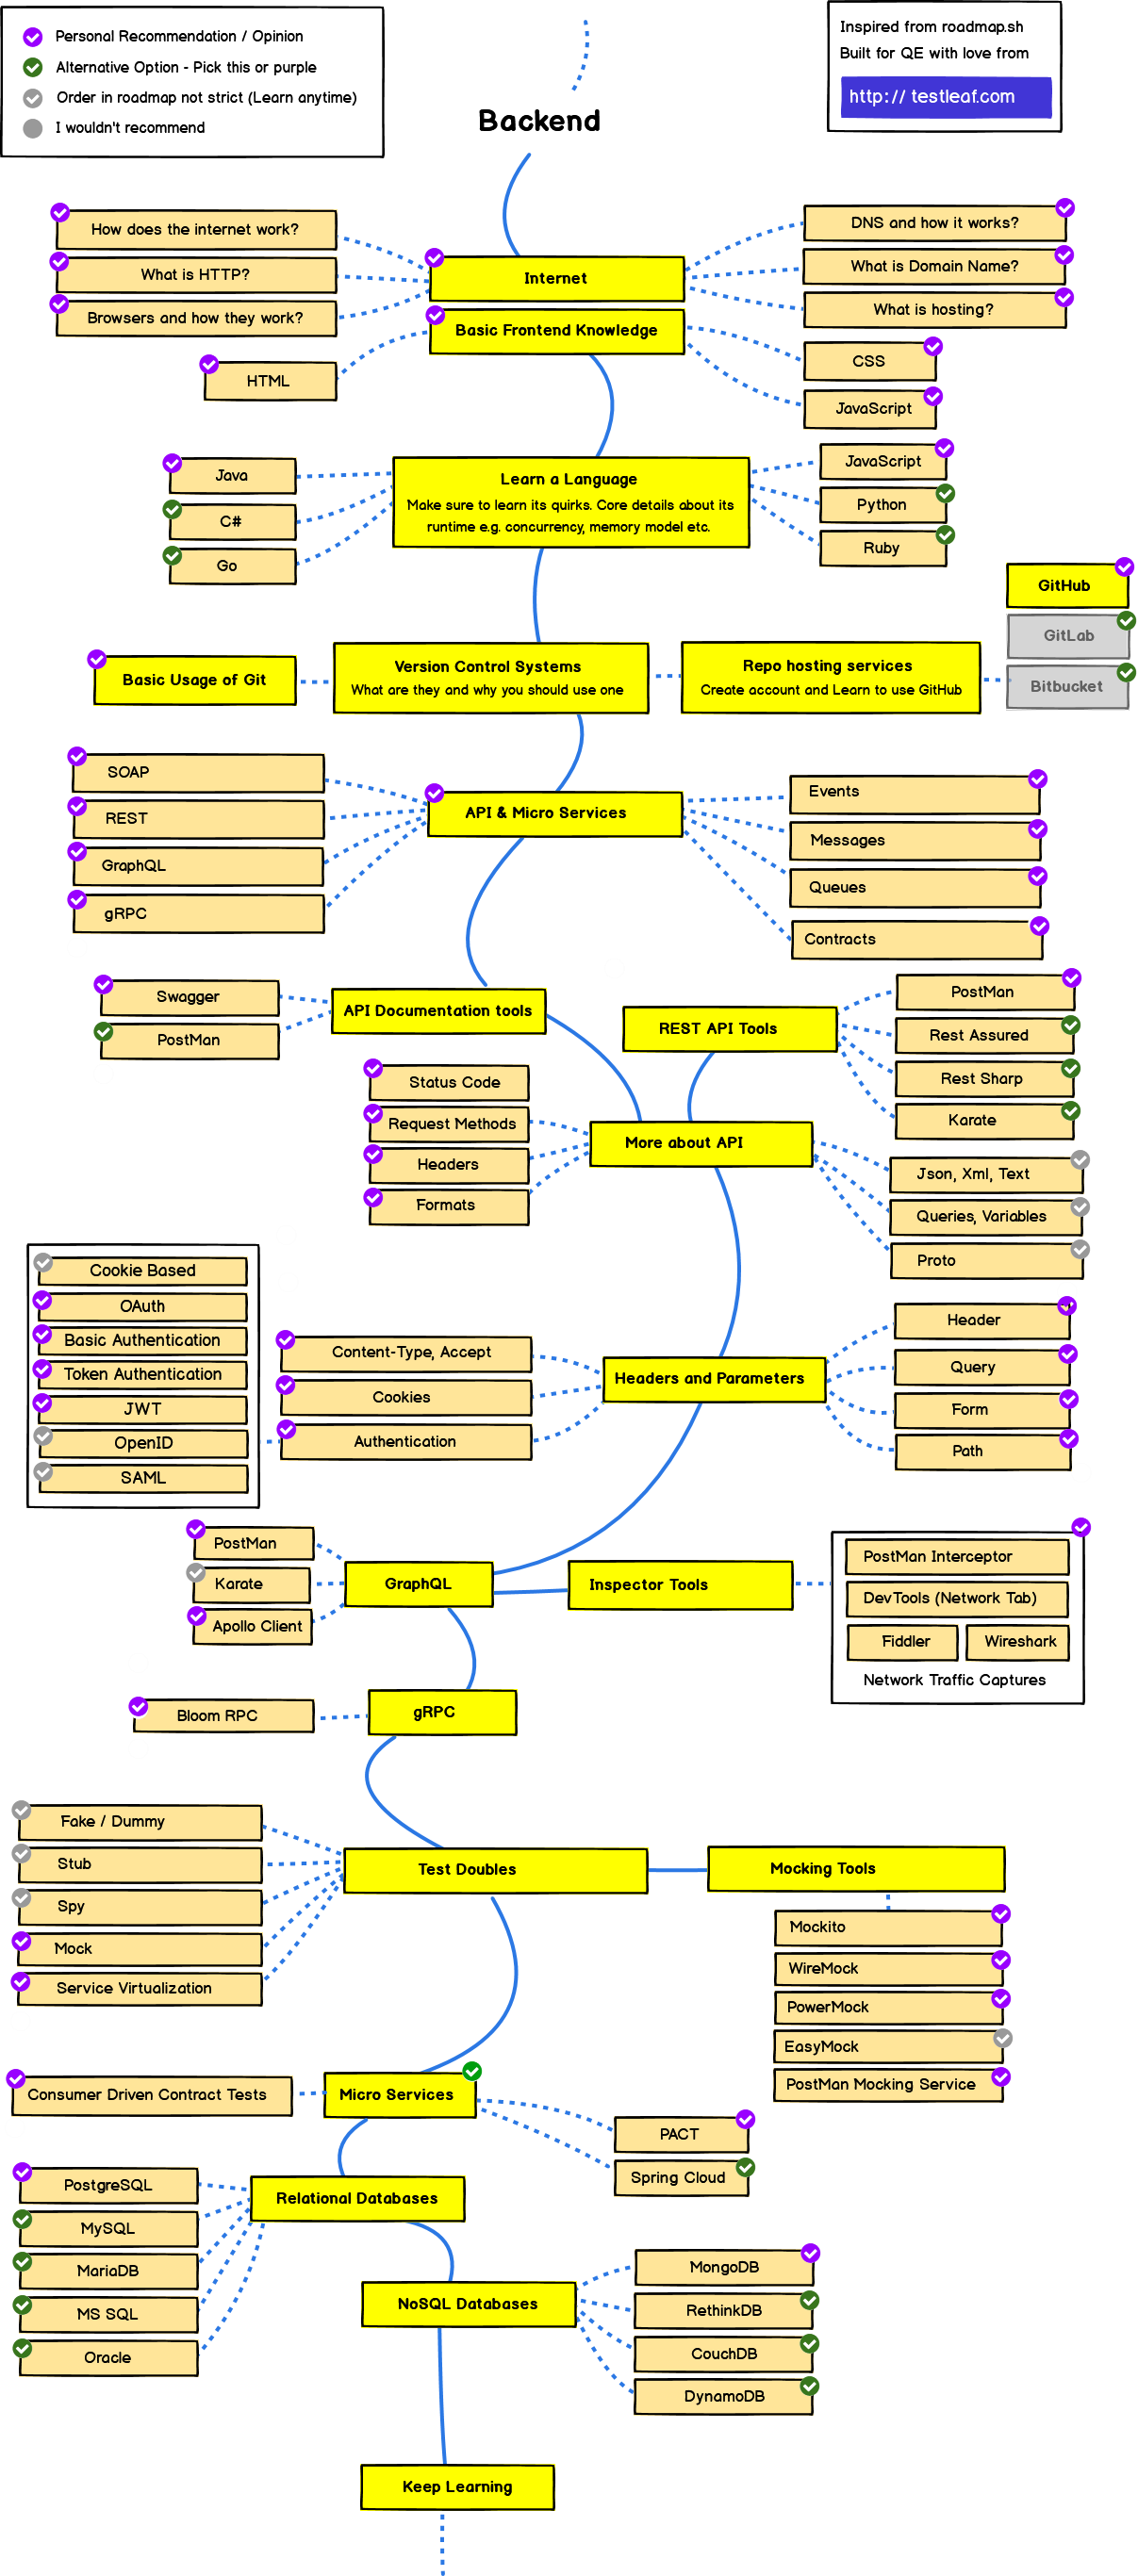 Personal Recommendation / Opinion
Alternative Option - Pick this or purple
Order in roadmap not strict (Learn anytime)
I wouldn't recommend
Inspired from roadmap.sh
Built for QE with love from
http:// testleaf.com
Backend
How does the internet work?
What is HTTP?
Browsers and how they work?
Internet
DNS and how it works?
What is Domain Name?
What is hosting?
Basic Frontend Knowledge
HTML
CSS
JavaScript
Java
C#
Go
Learn a Language
Make sure to learn its quirks. Core details about its
runtime e.g. concurrency, memory model etc.
JavaScript
Python
Ruby
GitHub
GitLab
Bitbucket
Basic Usage of Git
Version Control Systems
What are they and why you should use one
Repo hosting services
Create account and Learn to use GitHub
SOAP
REST
GraphQL
gRPC
API & Micro Services
Events
Messages
Queues
Contracts
Swagger
PostMan
API Documentation tools
REST API Tools
PostMan
Rest Assured
Rest Sharp
Karate
Status Code
Request Methods
Headers
Formats
More about API
Json, Xml, Text
Queries, Variables
Proto
Cookie Based
OAuth
Basic Authentication
Token Authentication
JWT
OpenID
SAML
Content-Type, Accept
Cookies
Authentication
Headers and Parameters
Header
Query
Form
Path
PostMan
Karate
Apollo Client
GraphQL
Inspector Tools
PostMan Interceptor
DevTools (Network Tab)
Fiddler
Wireshark
Network Traffic Captures
Bloom RPC
gRPC
Fake / Dummy
Stub
Spy
Mock
Service Virtualization
Test Doubles
Mocking Tools
Mockito
WireMock
PowerMock
EasyMock
PostMan Mocking Service
Consumer Driven Contract Tests
Micro Services
PACT
Spring Cloud
PostgreSQL
MySQL
MariaDB
MS SQL
Oracle
Relational Databases
NoSQL Databases
MongoDB
RethinkDB
CouchDB
DynamoDB
Keep Learning